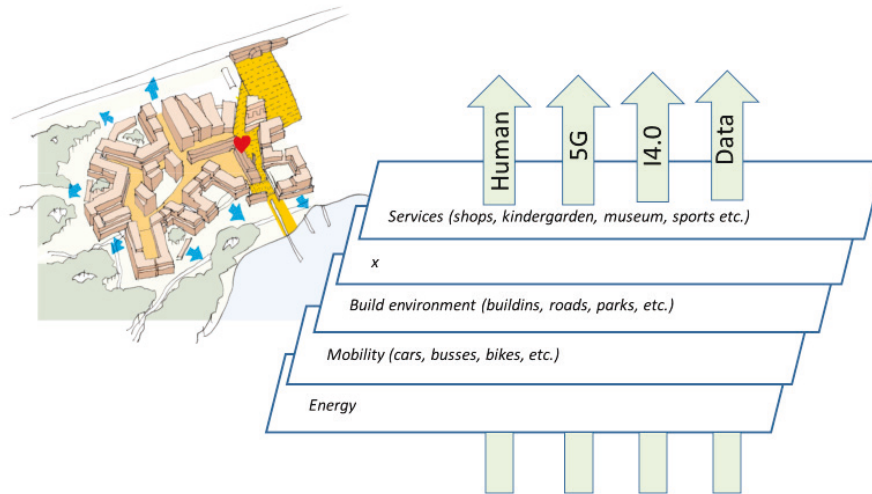 Human
5G
I4.0
Data
Services (shops, kindergarden, museum, sports etc.)
x
Build environment (buildins, roads, parks, etc.)
Mobility (cars, busses, bikes, etc.)
Energy